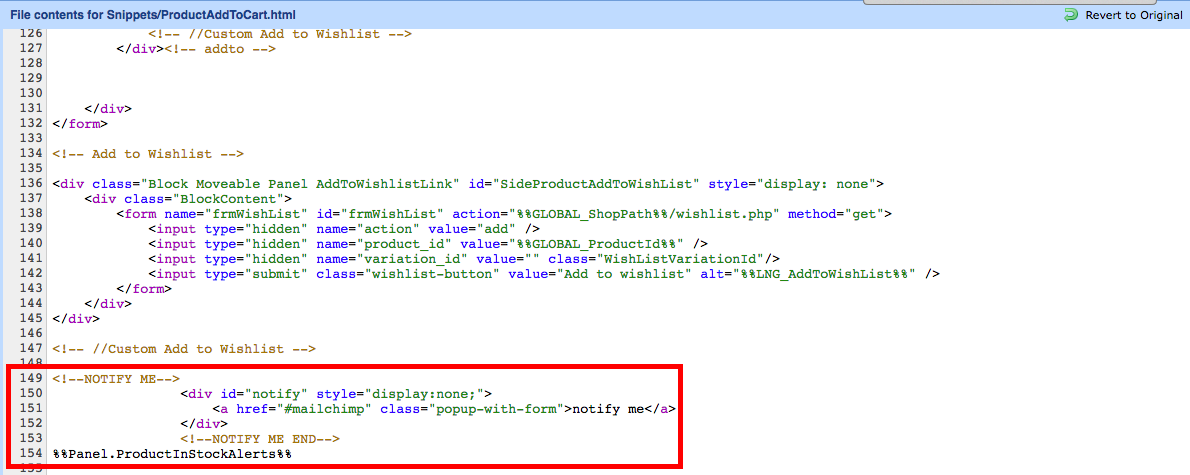 File contents for Snippets/ProductAddToCart.html
Revert to Original
126 <!-- //Custom Add to Wishlist -->
127 </div><!-- addto -->
128
129
130
131 </div>
132 </form>
133
134 <!-- Add to Wishlist -->
135
136 <div class="Block Moveable Panel AddToWishlistLink" id="SideProductAddToWishList" style="display: none">
137 <div class="BlockContent">
138 <form name="frmWishList" id="frmWishList" action="%%GLOBAL_ShopPath%%/wishlist.php" method="get">
139 <input type="hidden" name="action" value="add" />
140 <input type="hidden" name="product_id" value="%%GLOBAL_ProductId%%" />
141 <input type="hidden" name="variation_id" value="" class="WishListVariationId"/>
142 <input type="submit" class="wishlist-button" value="Add to wishlist" alt="%%LNG_AddToWishList%%" />
143 </form>
144 </div>
145 </div>
146
147 <!-- //Custom Add to Wishlist -->
148
149 <!--NOTIFY ME-->
150 <div id="notify" style="display:none;">
151 <a href="#mailchimp" class="popup-with-form">notify me</a>
152 </div>
153 <!--NOTIFY ME END-->
154 %%Panel.ProductInStockAlerts%%